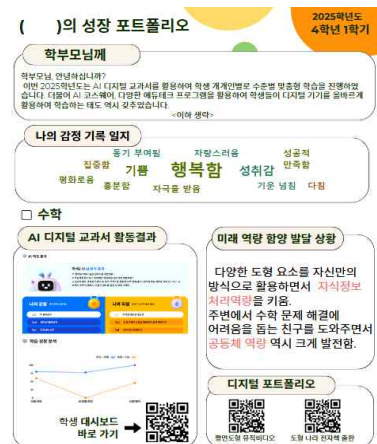 (      )의 성장 포트폴리오
2025학년도
4학년 1학기
학부모님께
학부모님, 안녕하십니까?
이번 2025학년도는 AI 디지털 교과서를 활용하여 학생 개개인별로 수준별 맞춤형 학습을 진행하였
습니다. 더불어 AI 코스웨어, 다양한 에듀테크 프로그램을 활용하여 학생들이 디지털 기기를 올바르게
활용하여 학습하는 태도 역시 갖추었습니다.
<이하 생략>
나의 감정 기록 일지
동기 부여됨 자랑스러움 성공적
집중함 기쁨 행복함 성취감 만족함
평화로움 흥분함 자극을 받음 기운 넘침 다짐
□ 수학
AI 디지털 교과서 활동결과
학생 대시보드
바로 가기
미래 역량 함양 발달 상황
다양한 도형 요소를 자신만의
방식으로 활용하면서 지식정보
처리역량을 키움.
주변에서 수학 문제 해결에
어려움을 돕는 친구를 도와주면서
공동체 역량 역시 크게 발전함.
디지털 포트폴리오
평면도형 뮤직비디오 도형 나라 전자책 출판